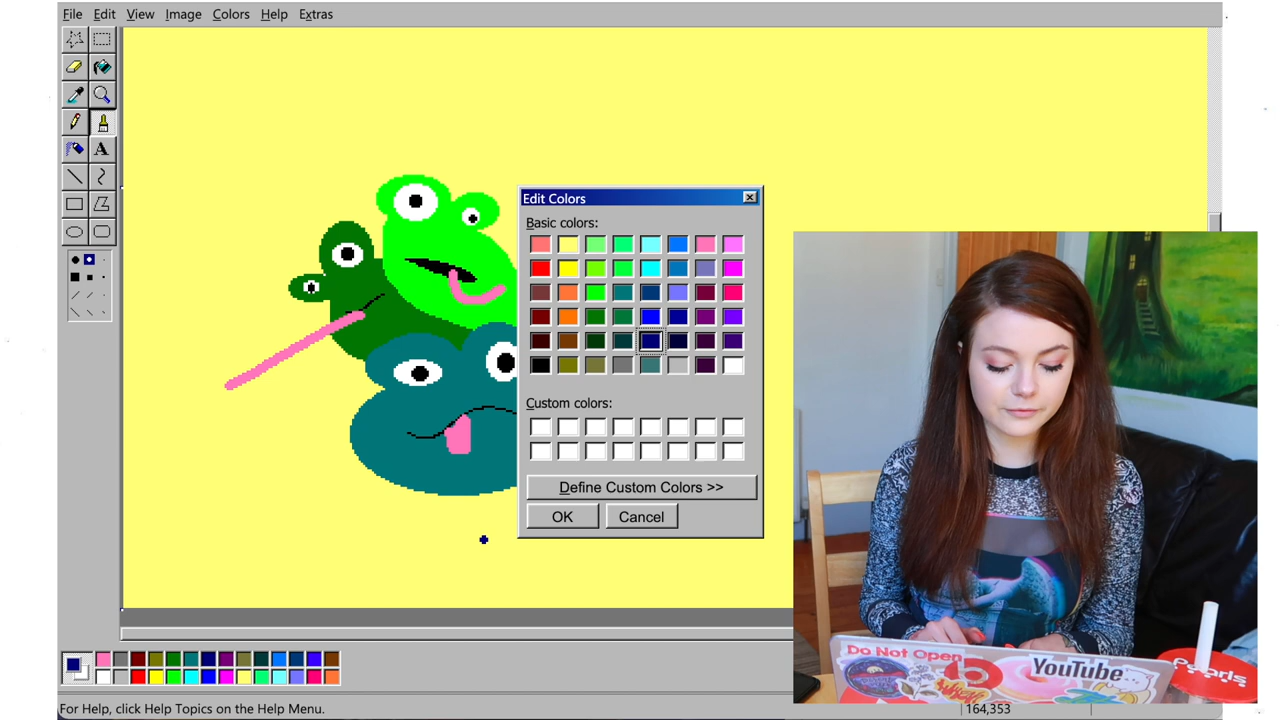 File Edit View Image Colors Help Extras
A
Edit Colors
Basic colors:
Custom colors:
Define Custom Colors >>
OK Cancel
Do Not Open
YouTube
Pearls
For Help, click Help Topics on the Help Menu.
164,353